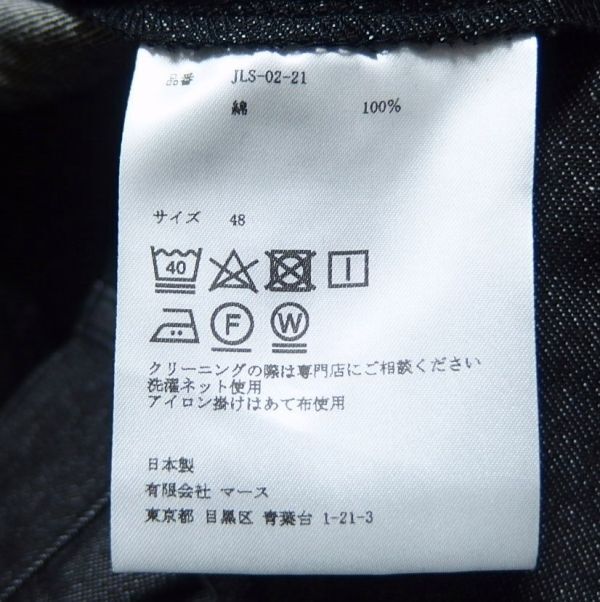 品番 JLS-02-21
綿 100%
サイズ 48
40
F W
クリーニングの際は専門店にご相談ください
洗濯ネット使用
アイロン掛けはあて布使用
日本製
有限会社 マース
東京都 目黒区 青葉台 1-21-3